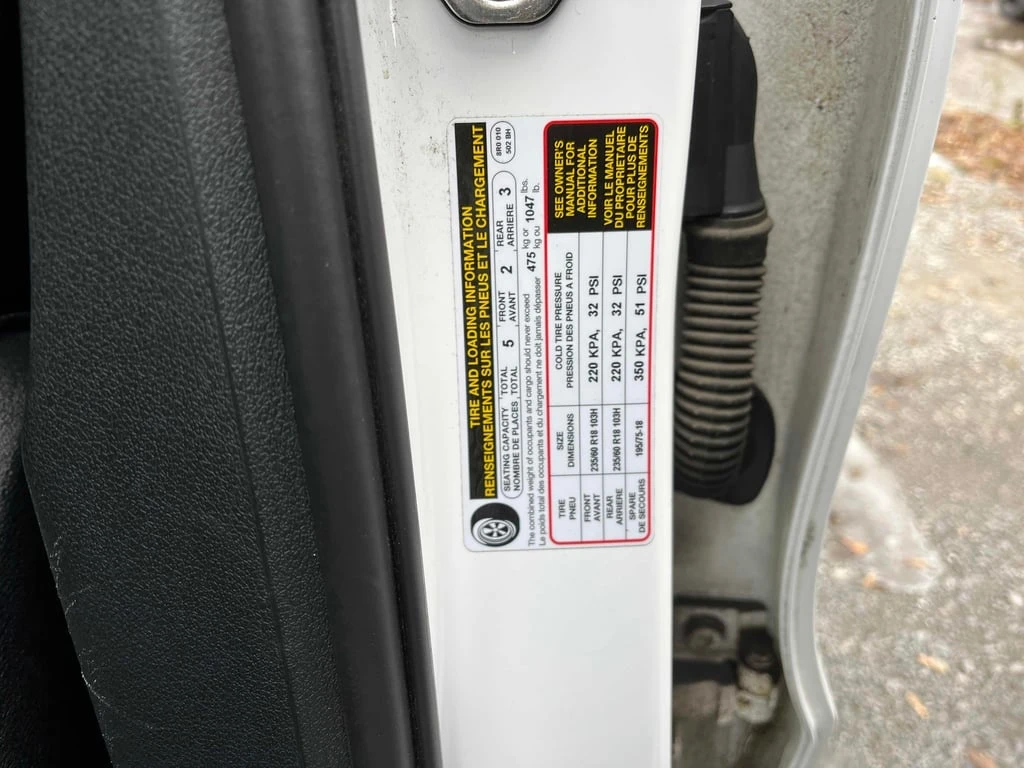 TIRE AND LOADING INFORMATION
RENSEIGNEMENTS SUR LES PNEUS ET LE CHARGEMENT
SEATING CAPACITY TOTAL 5 FRONT 2 REAR 3
NOMBRE DE PLACES TOTAL AVANT ARRIERE
8R0 010
502 BH
The combined weight of occupants and cargo should never exceed 475 kg or 1047 lbs.
Le poids total des occupants et du chargement ne doit jamais dépasser kg ou lb.
TIRE SIZE COLD TIRE PRESSURE
PNEU DIMENSIONS PRESSION DES PNEUS A FROID
FRONT
AVANT 235/60 R18 103H 220 KPA, 32 PSI
REAR
ARRIERE 235/60 R18 103H 220 KPA, 32 PSI
SPARE
DE SECOURS 195/75-18 350 KPA, 51 PSI
SEE OWNER'S
MANUAL FOR
ADDITIONAL
INFORMATION
VOIR LE MANUEL
DU PROPRIETAIRE
POUR PLUS DE
RENSEIGNEMENTS